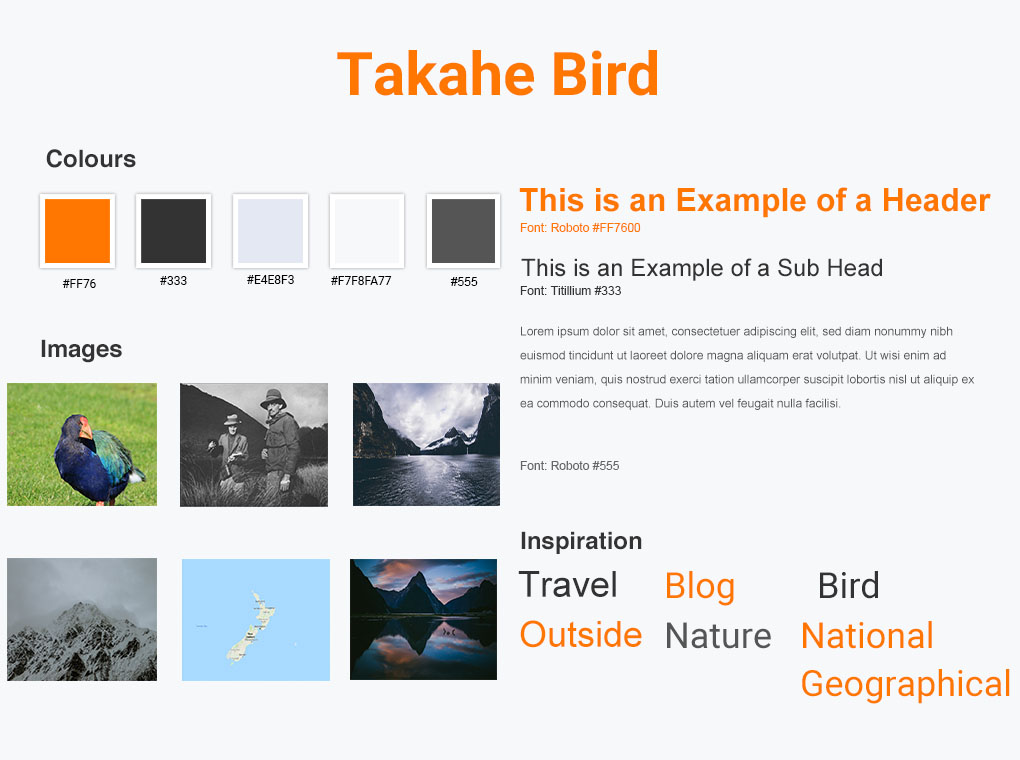 Takahe Bird
Colours
#FF76
#333
#E4E8F3
#F7F8FA77
#555
This is an Example of a Header
Font: Roboto #FF7600
This is an Example of a Sub Head
Font: Titillium #333
Lorem ipsum dolor sit amet, consectetuer adipiscing elit, sed diam nonummy nibh
euismod tincidunt ut laoreet dolore magna aliquam erat volutpat. Ut wisi enim ad
minim veniam, quis nostrud exerci tation ullamcorper suscipit lobortis nisl ut aliquip ex
ea commodo consequat. Duis autem vel feugait nulla facilisi.
Font: Roboto #555
Images
Inspiration
Travel
Blog
Bird
Outside
Nature
National
Geographical